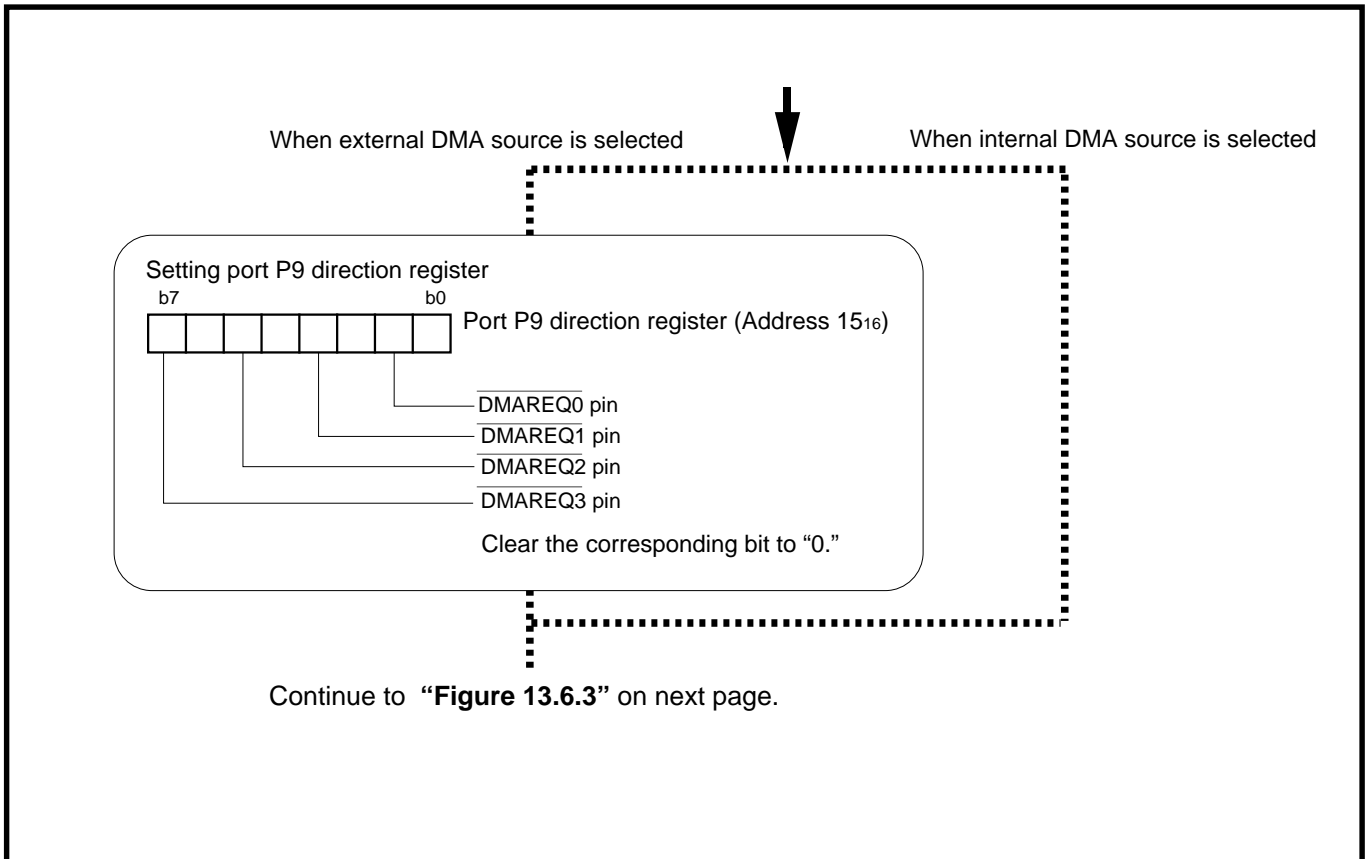 When external DMA source is selected
When internal DMA source is selected
Setting port P9 direction register
b7 b0
Port P9 direction register (Address 15₁₆)
DMAREQ0 pin
DMAREQ1 pin
DMAREQ2 pin
DMAREQ3 pin
Clear the corresponding bit to “0.”
Continue to “Figure 13.6.3” on next page.